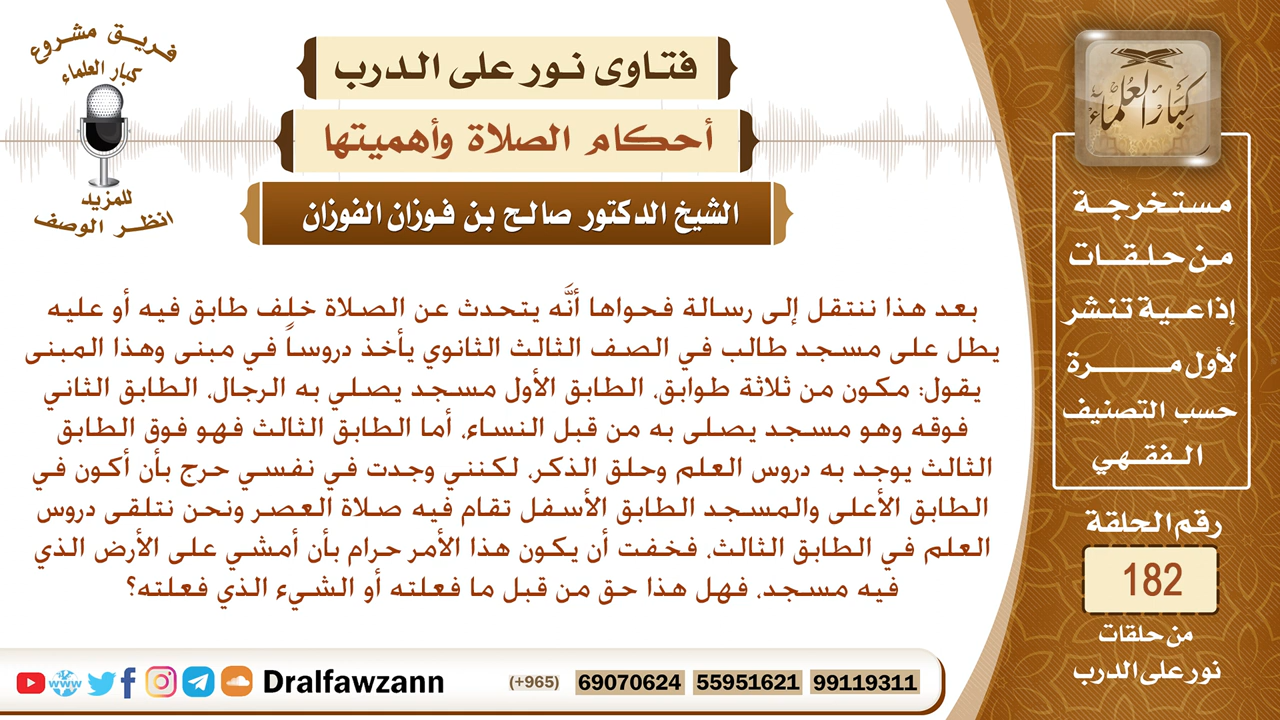 فريق مشروع
كبار العلماء
للمزيد
انظر الوصف
فتاوى نور على الدرب
أحكام الصلاة وأهميتها
الشيخ الدكتور صالح بن فوزان الفوزان
كبار العلماء
مستخرجة
من حلقات
إذاعية تنشر
لأول مرة
حسب التصنيف
الفقهي
رقم الحلقة
182
من حلقات
نور على الدرب
بعد هذا ننتقل إلى رسالة فحواها أنَّه يتحدث عن الصلاة خلف طابق فيه أو عليه
يطل على مسجد طالب في الصف الثالث الثانوي يأخذ دروساً في مبنى وهذا المبنى
يقول: مكون من ثلاثة طوابق، الطابق الأول مسجد يصلي به الرجال، الطابق الثاني
فوقه وهو مسجد يصلى به من قبل النساء، أما الطابق الثالث فهو فوق الطابق
الثالث يوجد به دروس العلم وحلق الذكر، لكنني وجدت في نفسي حرج بأن أكون في
الطابق الأعلى والمسجد الطابق الأسفل تقام فيه صلاة العصر ونحن نتلقى دروس
العلم في الطابق الثالث، فخفت أن يكون هذا الأمر حرام بأن أمشي على الأرض الذي
فيه مسجد، فهل هذا حق من قبل ما فعلته أو الشيء الذي فعلته؟
www
Dralfawzann
(+965) 69070624 55951621 99119311